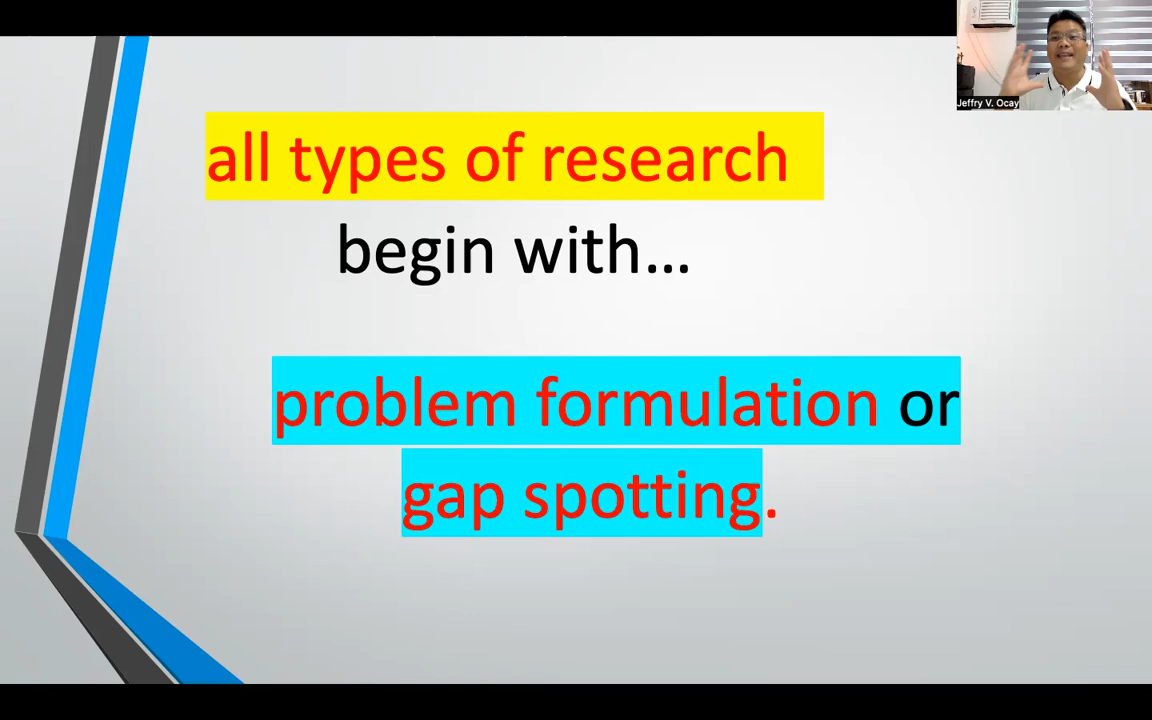 Jeffry V. Ocay
all types of research
begin with...
problem formulation or
gap spotting.